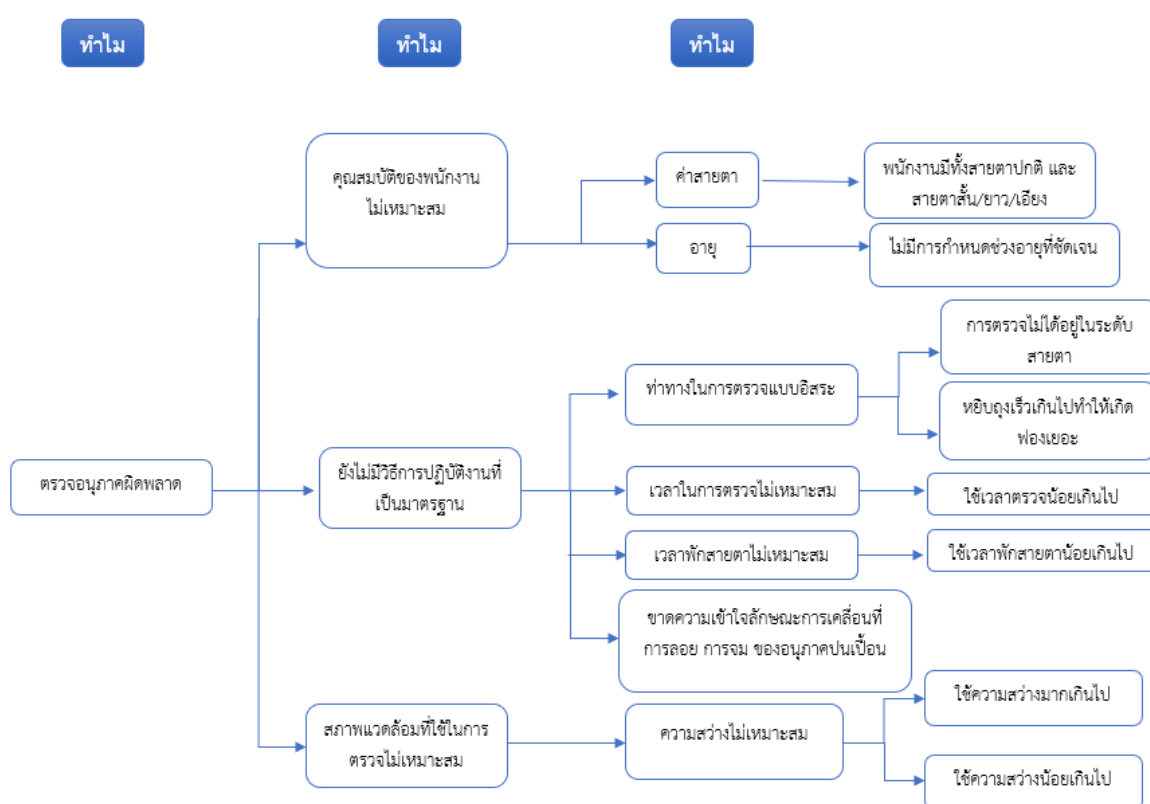 ทำไม
ทำไม
ทำไม
คุณสมบัติของพนักงาน
ไม่เหมาะสม
ค่าสายตา
พนักงานมีทั้งสายตาปกติ และ
สายตาสั้น/ยาว/เอียง
อายุ
ไม่มีการกำหนดช่วงอายุที่ชัดเจน
ตรวจอนุภาคผิดพลาด
ยังไม่มีวิธีการปฏิบัติงานที่
เป็นมาตรฐาน
ท่าทางในการตรวจแบบอิสระ
การตรวจไม่ได้อยู่ในระดับ
สายตา
หยิบถุงเร็วเกินไปทำให้เกิด
ฟองเยอะ
เวลาในการตรวจไม่เหมาะสม
ใช้เวลาตรวจน้อยเกินไป
เวลาพักสายตาไม่เหมาะสม
ใช้เวลาพักสายตาน้อยเกินไป
ขาดความเข้าใจลักษณะการเคลื่อนที่
การลอย การจม ของอนุภาคปนเปื้อน
สภาพแวดล้อมที่ใช้ในการ
ตรวจไม่เหมาะสม
ความสว่างไม่เหมาะสม
ใช้ความสว่างมากเกินไป
ใช้ความสว่างน้อยเกินไป